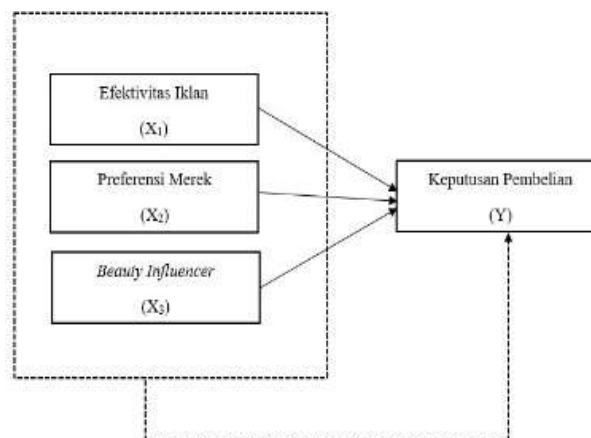 Efektivitas Iklan
(X₁)
Preferensi Merek
(X₂)
Keputusan Pembelian
(Y)
Beauty Influencer
(X₃)